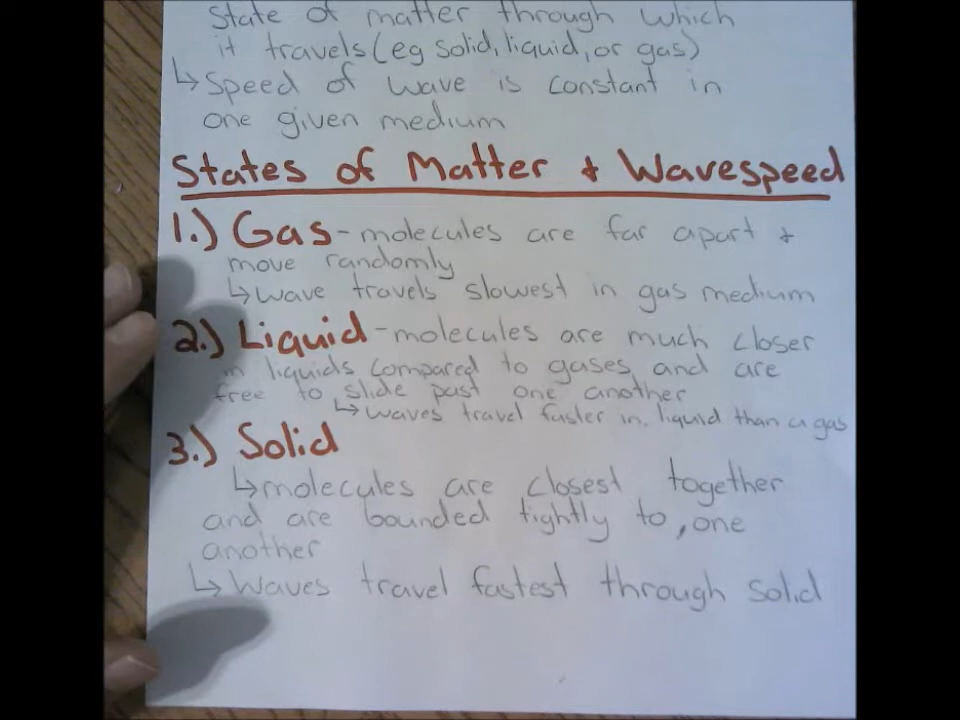 State of matter through which
it travels (eg solid, liquid, or gas)
↳ Speed of wave is constant in
one given medium
States of Matter & Wavespeed
1.) Gas - molecules are far apart &
move randomly
↳ wave travels slowest in gas medium
2.) Liquid - molecules are much closer
in liquids compared to gases, and are
free to slide past one another
↳ waves travel faster in liquid than a gas
3.) Solid
↳ molecules are closest together
and are bounded tightly to, one
another
↳ Waves travel fastest through solid